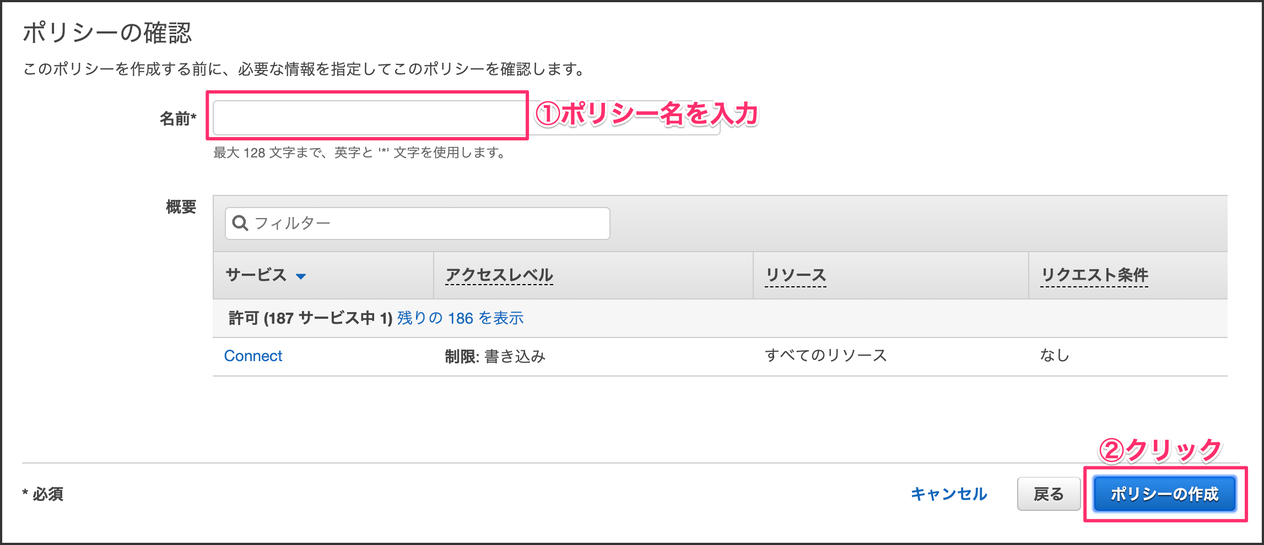 ポリシーの確認
このポリシーを作成する前に、必要な情報を指定してこのポリシーを確認します。
名前* ①ポリシー名を入力
最大 128 文字まで、英字と '*' 文字を使用します。
概要 フィルター
サービス アクセスレベル リソース リクエスト条件
許可 (187 サービス中 1) 残りの 186 を表示
Connect 制限: 書き込み すべてのリソース なし
②クリック
* 必須 キャンセル 戻る ポリシーの作成